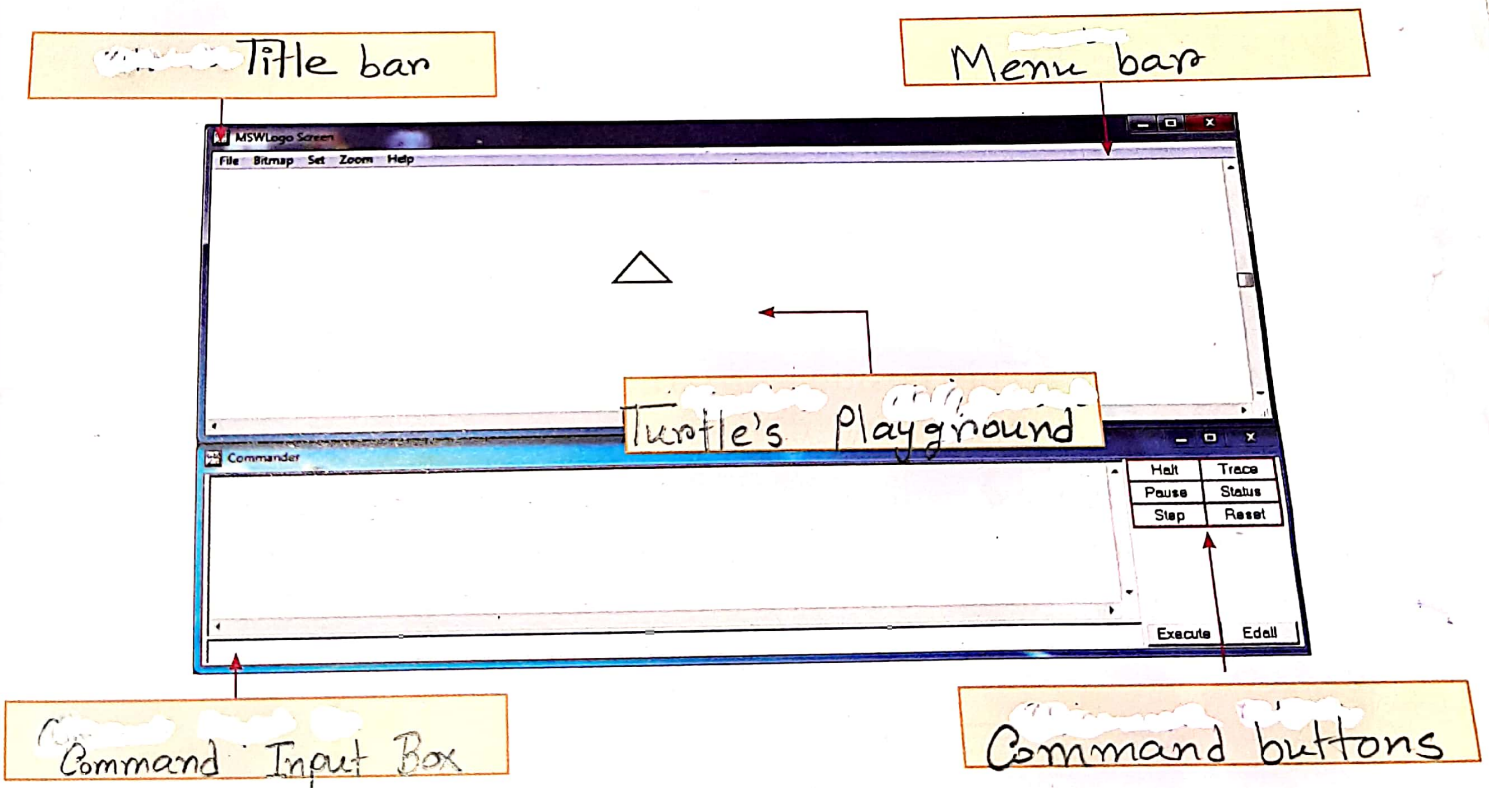 Title bar
Menu bar
MSWLogo Screen
File Bitmap Set Zoom Help
Turtle's Playground
Commander
Halt Trace
Pause Status
Step Reset
Execute Edall
Command Input Box
Command buttons